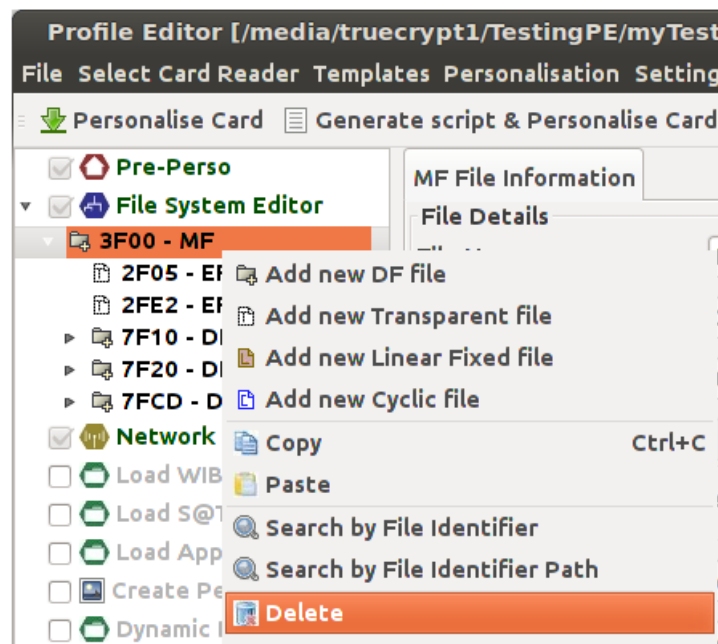 Profile Editor [/media/truecrypt1/TestingPE/myTest
File Select Card Reader Templates Personalisation Setting
Personalise Card Generate script & Personalise Card
Pre-Perso
File System Editor
3F00 - MF
2F05 - EF
2FE2 - EF
7F10 - D
7F20 - D
7FCD - D
Network
Load WIB
Load S@T
Load App
Create Pe
Dynamic
MF File Information
File Details
Add new DF file
Add new Transparent file
Add new Linear Fixed file
Add new Cyclic file
Copy Ctrl+C
Paste
Search by File Identifier
Search by File Identifier Path
Delete